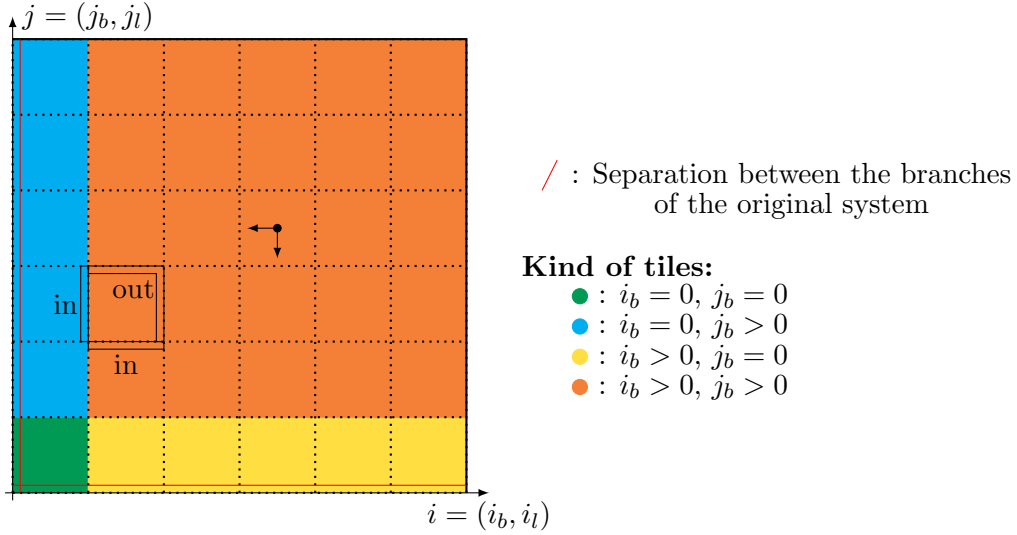 j = (j_b, j_l)
/ : Separation between the branches
of the original system
Kind of tiles:
: i_b = 0, j_b = 0
: i_b = 0, j_b > 0
: i_b > 0, j_b = 0
: i_b > 0, j_b > 0
out
in
in
i = (i_b, i_l)